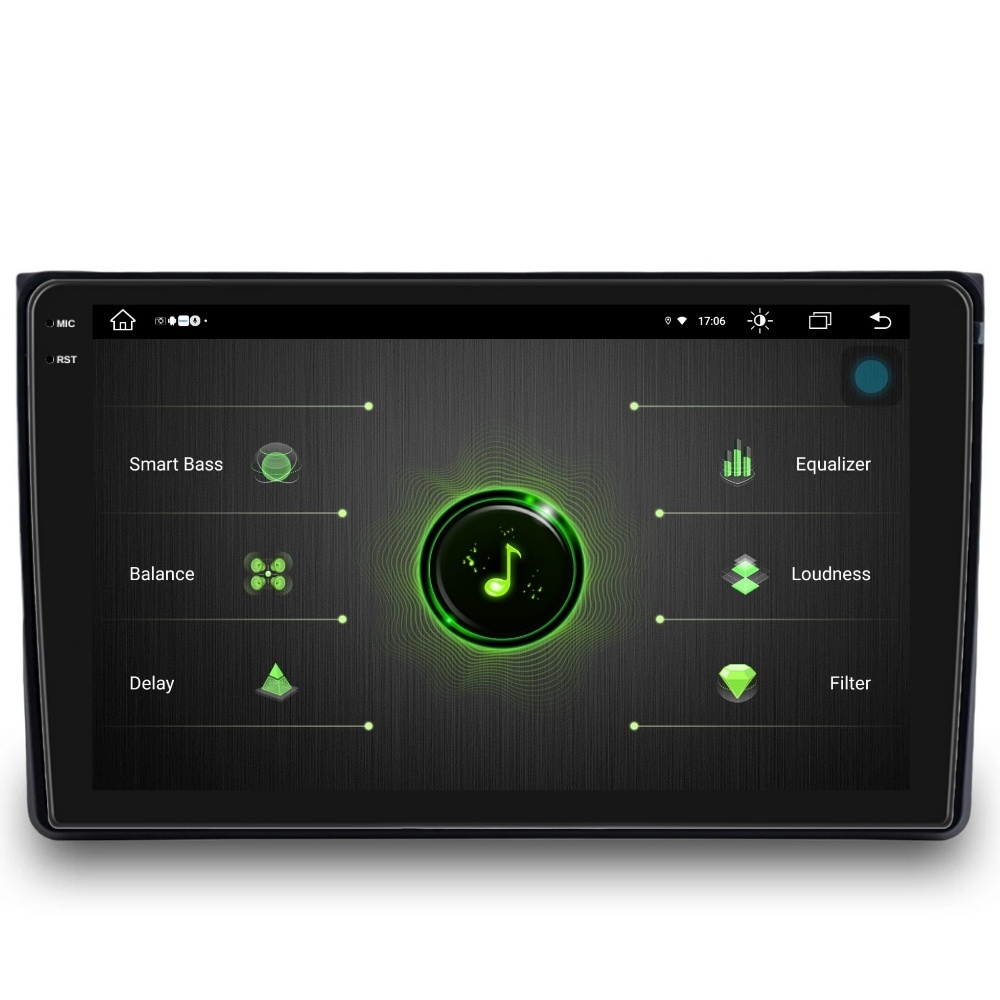 MIC
17:06
RST
Smart Bass
Equalizer
Balance
Loudness
Delay
Filter